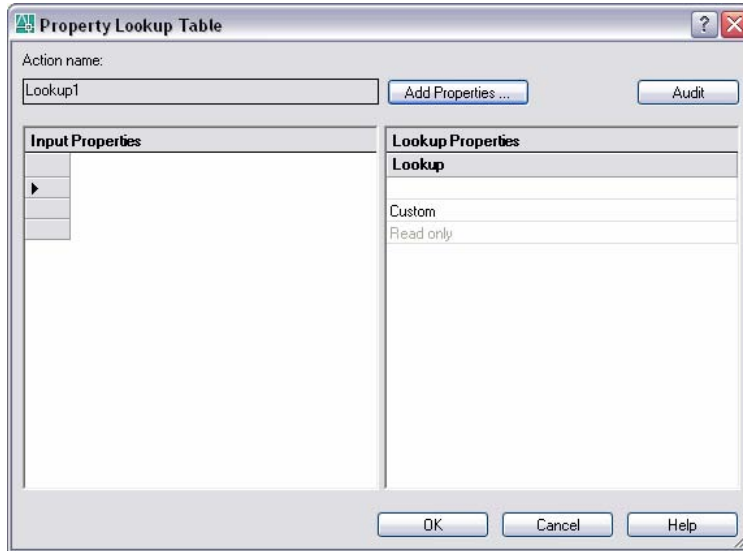 Property Lookup Table
Action name:
Lookup1
Add Properties ...
Audit
Input Properties
Lookup Properties
Lookup
Custom
Read only
OK
Cancel
Help